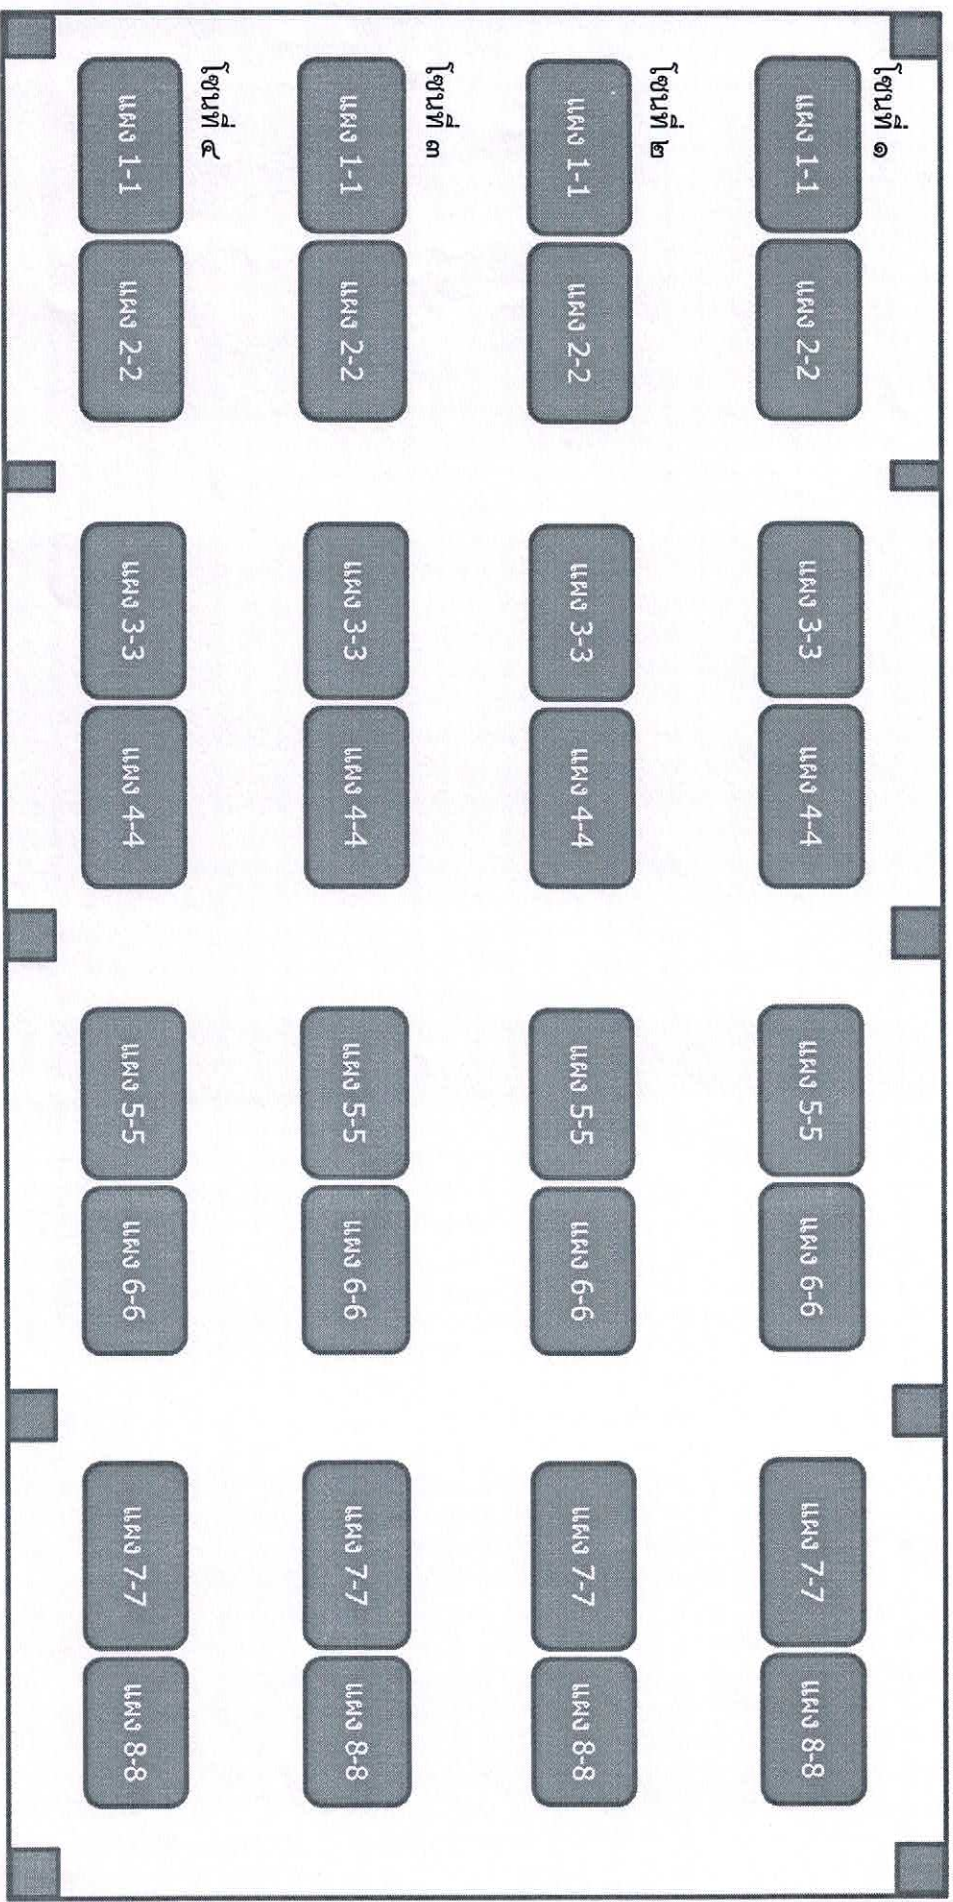 โซนที่ ๑
แผง 1-1 แผง 2-2 แผง 3-3 แผง 4-4 แผง 5-5 แผง 6-6 แผง 7-7 แผง 8-8
โซนที่ ๒
แผง 1-1 แผง 2-2 แผง 3-3 แผง 4-4 แผง 5-5 แผง 6-6 แผง 7-7 แผง 8-8
โซนที่ ๓
แผง 1-1 แผง 2-2 แผง 3-3 แผง 4-4 แผง 5-5 แผง 6-6 แผง 7-7 แผง 8-8
โซนที่ ๔
แผง 1-1 แผง 2-2 แผง 3-3 แผง 4-4 แผง 5-5 แผง 6-6 แผง 7-7 แผง 8-8